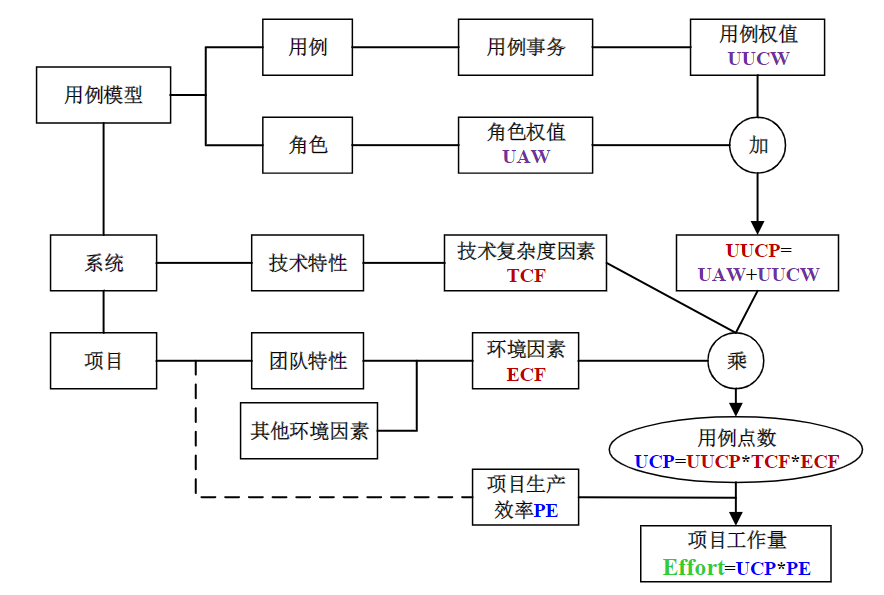 用例
用例事务
用例权值
UUCW
用例模型
角色
角色权值
UAW
加
系统
技术特性
技术复杂度因素
TCF
UUCP=
UAW+UUCW
项目
团队特性
环境因素
ECF
乘
其他环境因素
用例点数
UCP=UUCP*TCF*ECF
项目生产
效率PE
项目工作量
Effort=UCP*PE